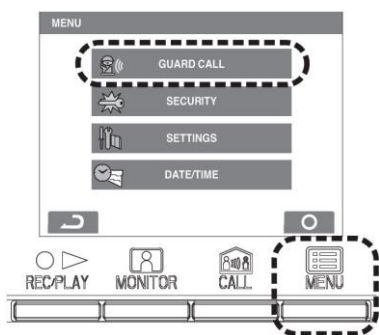 MENU
GUARD CALL
SECURITY
SETTINGS
DATE/TIME
REC/PLAY MONITOR CALL MENU